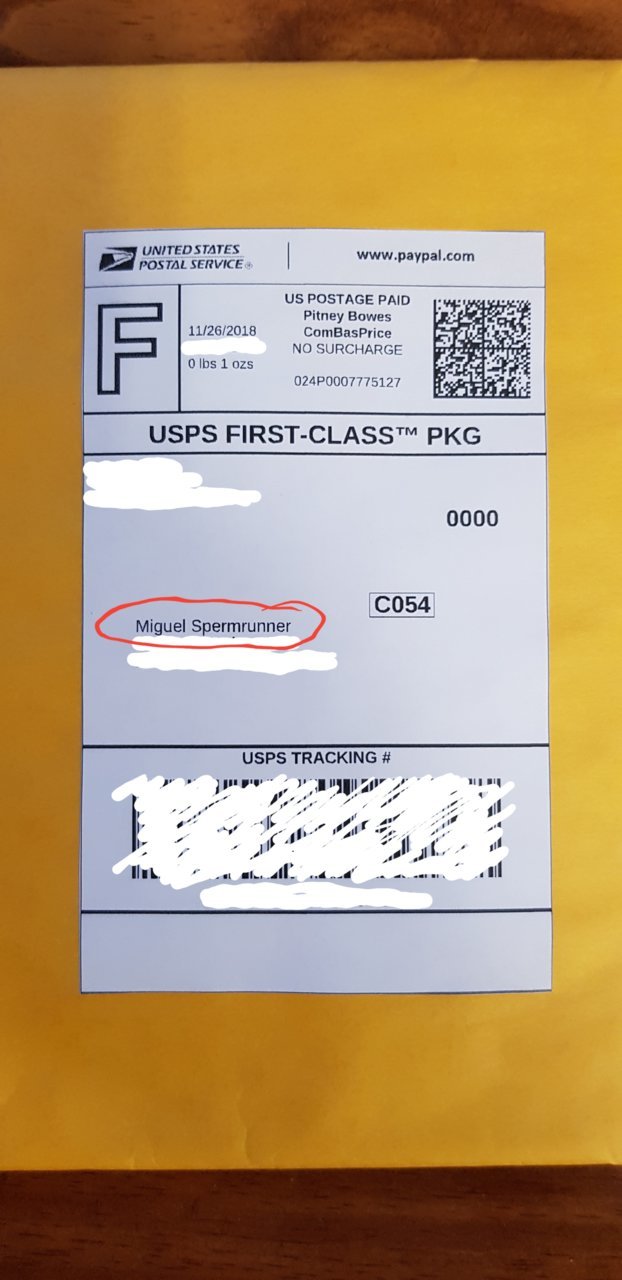 UNITED STATES
POSTAL SERVICE®
www.paypal.com
F
11/26/2018
0 lbs 1 ozs
US POSTAGE PAID
Pitney Bowes
ComBasPrice
NO SURCHARGE
024P0007775127
USPS FIRST-CLASS™ PKG
0000
C054
Miguel Spermrunner
USPS TRACKING #